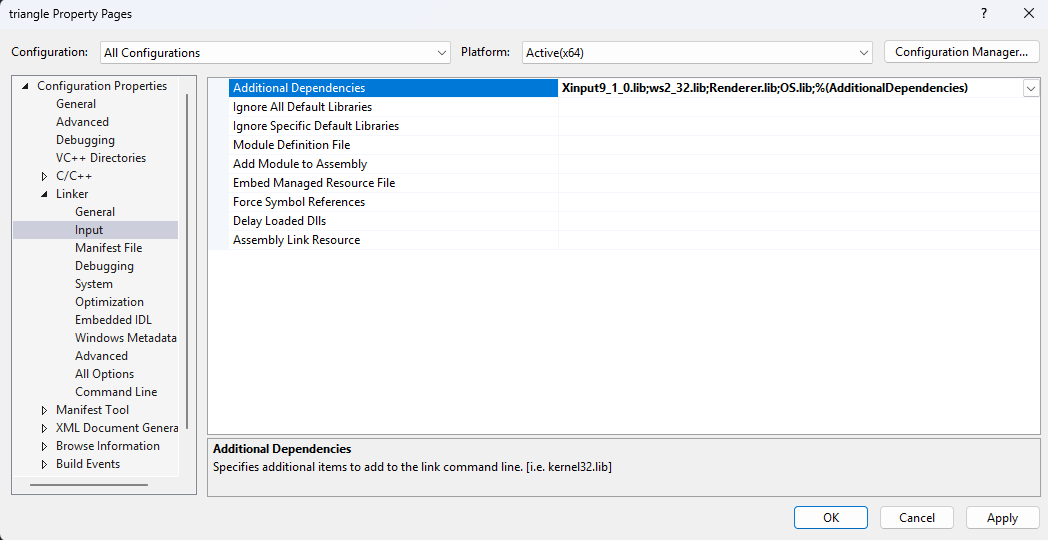 triangle Property Pages
?
Configuration: All Configurations Platform: Active(x64) Configuration Manager...
Configuration Properties
General
Advanced
Debugging
VC++ Directories
C/C++
Linker
General
Input
Manifest File
Debugging
System
Optimization
Embedded IDL
Windows Metadata
Advanced
All Options
Command Line
Manifest Tool
XML Document Genera
Browse Information
Build Events
Additional Dependencies Xinput9_1_0.lib;ws2_32.lib;Renderer.lib;OS.lib;%(AdditionalDependencies)
Ignore All Default Libraries
Ignore Specific Default Libraries
Module Definition File
Add Module to Assembly
Embed Managed Resource File
Force Symbol References
Delay Loaded Dlls
Assembly Link Resource
Additional Dependencies
Specifies additional items to add to the link command line. [i.e. kernel32.lib]
OK Cancel Apply